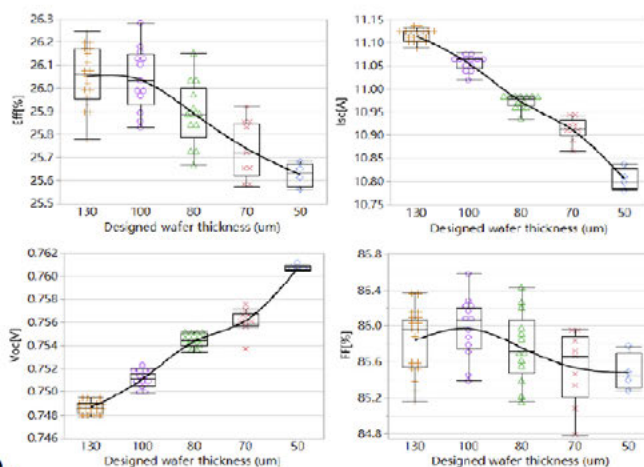 26.3
26.2
26.1
26.0
25.9
25.8
25.7
25.6
25.5
Eff[%]
130 100 80 70 50
Designed wafer thickness (um)
11.15
11.10
11.05
11.00
10.95
10.90
10.85
10.80
10.75
Isc[A]
130 100 80 70 50
Designed wafer thickness (um)
0.762
0.760
0.758
0.756
0.754
0.752
0.750
0.748
0.746
Voc[V]
130 100 80 70 50
Designed wafer thickness (um)
86.8
86.4
85.6
85.2
84.8
FF[%]
130 100 80 70 50
Designed wafer thickness (um)